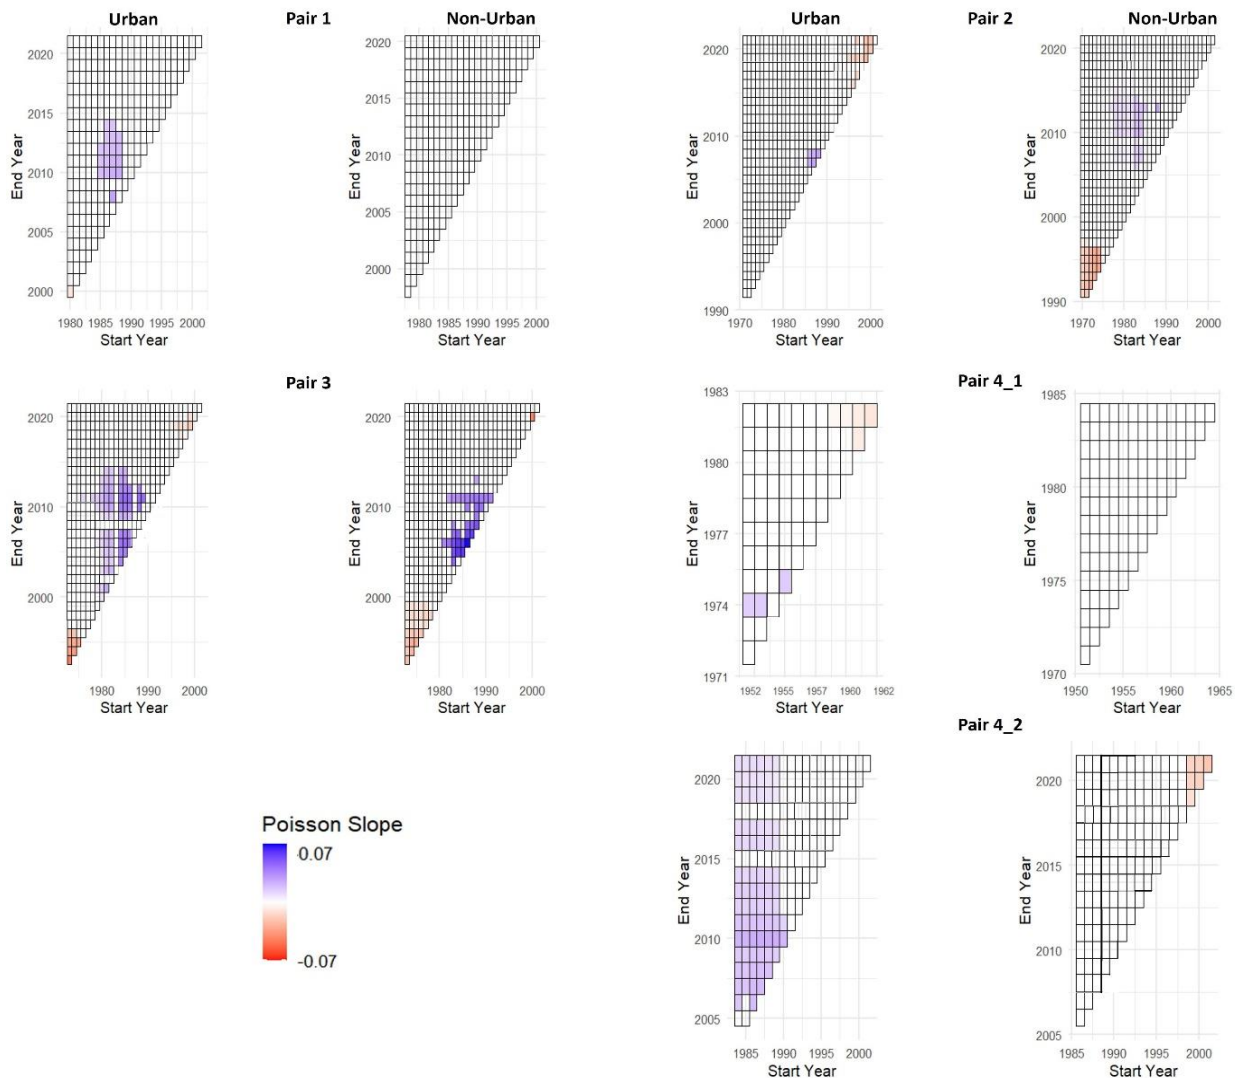 Urban Pair 1 Non-Urban
Urban Pair 2 Non-Urban
End Year
2020
2015
2010
2005
2000
1980 1985 1990 1995 2000
Start Year
End Year
2020
2015
2010
2005
2000
1980 1985 1990 1995 2000
Start Year
End Year
2020
2010
2000
1990
1970 1980 1990 2000
Start Year
End Year
2020
2010
2000
1990
1970 1980 1990 2000
Start Year
Pair 3
End Year
2020
2010
2000
1980 1990 2000
Start Year
End Year
2020
2010
2000
1980 1990 2000
Start Year
Pair 4_1
End Year
1983
1980
1977
1974
1971
1952 1955 1957 1960 1962
Start Year
End Year
1985
1980
1975
1970
1950 1955 1960 1965
Start Year
Poisson Slope
0.07
-0.07
Pair 4_2
End Year
2020
2015
2010
2005
1985 1990 1995 2000
Start Year
End Year
2020
2015
2010
2005
1985 1990 1995 2000
Start Year